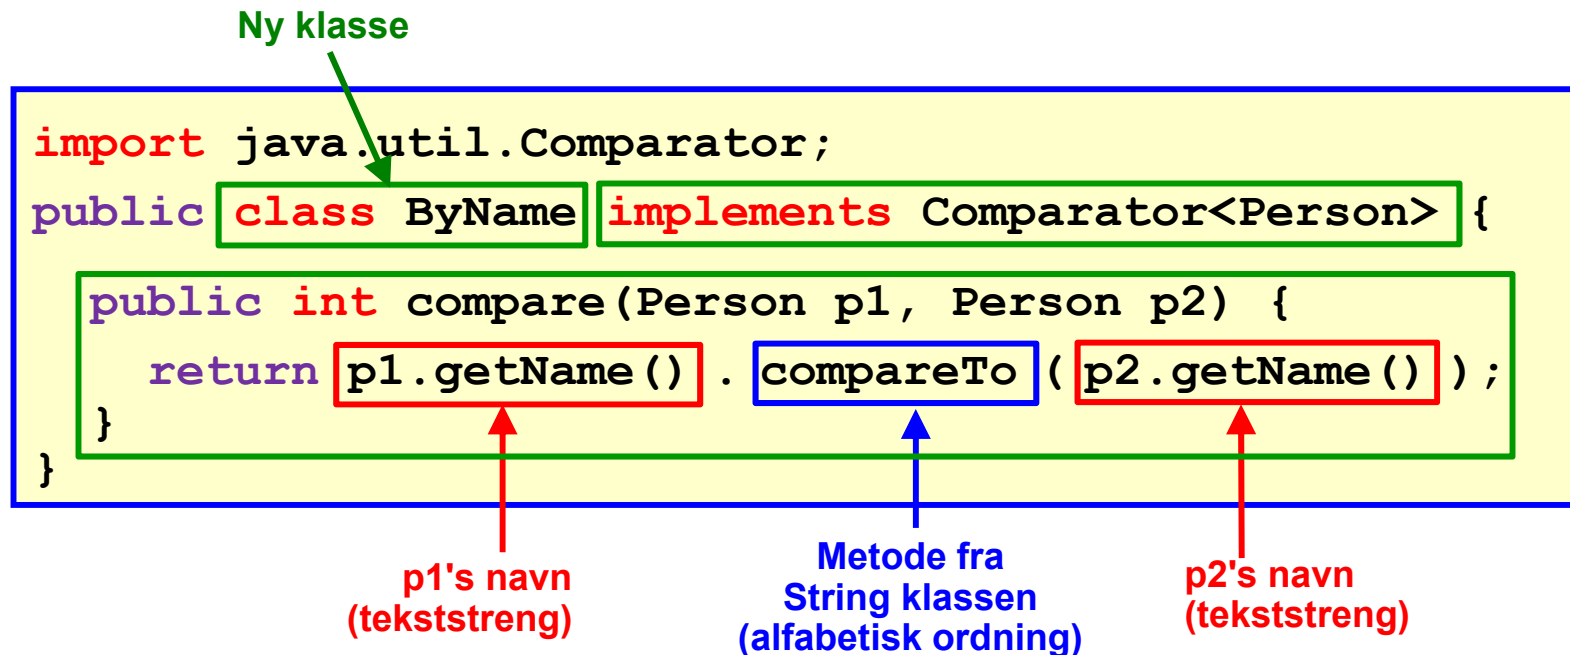 Ny klasse
import java.util.Comparator;
public class ByName implements Comparator<Person> {
public int compare(Person p1, Person p2) {
return p1.getName() . compareTo ( p2.getName() );
}
}
p1's navn
(tekststreng)
Metode fra
String klassen
(alfabetisk ordning)
p2's navn
(tekststreng)